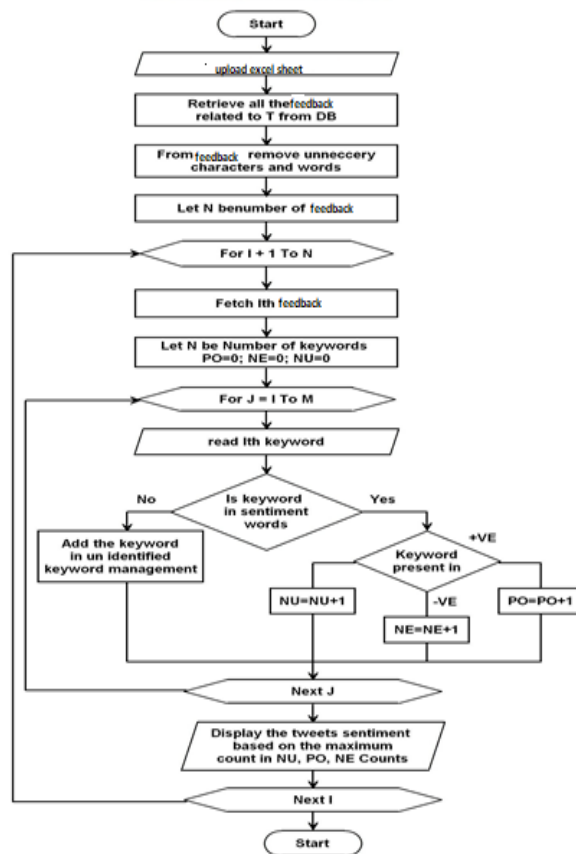 Start
upload excel sheet
Retrieve all the feedback
related to T from DB
From feedback remove unneccery
characters and words
Let N benumber of feedback
For I + 1 To N
Fetch Ith feedback
Let N be Number of keywords
PO=0; NE=0; NU=0
For J = I To M
read Ith keyword
Is keyword
in sentiment
words
No
Yes
Add the keyword
in un identified
keyword management
Keyword
present in
+VE
-VE
NU=NU+1
NE=NE+1
PO=PO+1
Next J
Display the tweets sentiment
based on the maximum
count in NU, PO, NE Counts
Next I
Start